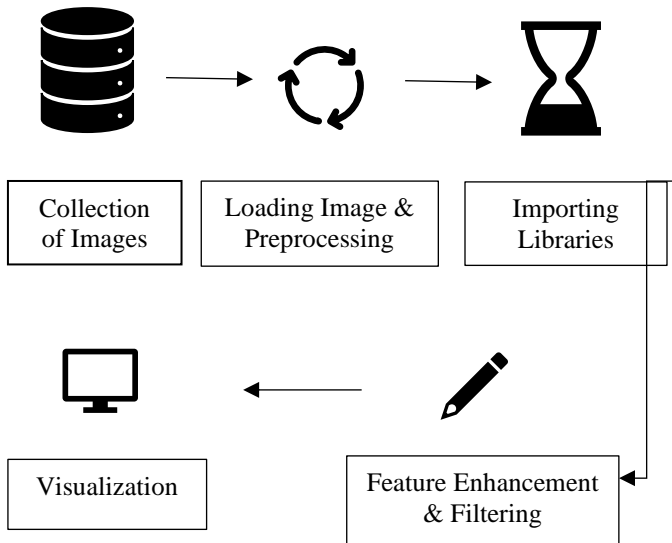 Collection
of Images
Loading Image &
Preprocessing
Importing
Libraries
Visualization
Feature Enhancement
& Filtering